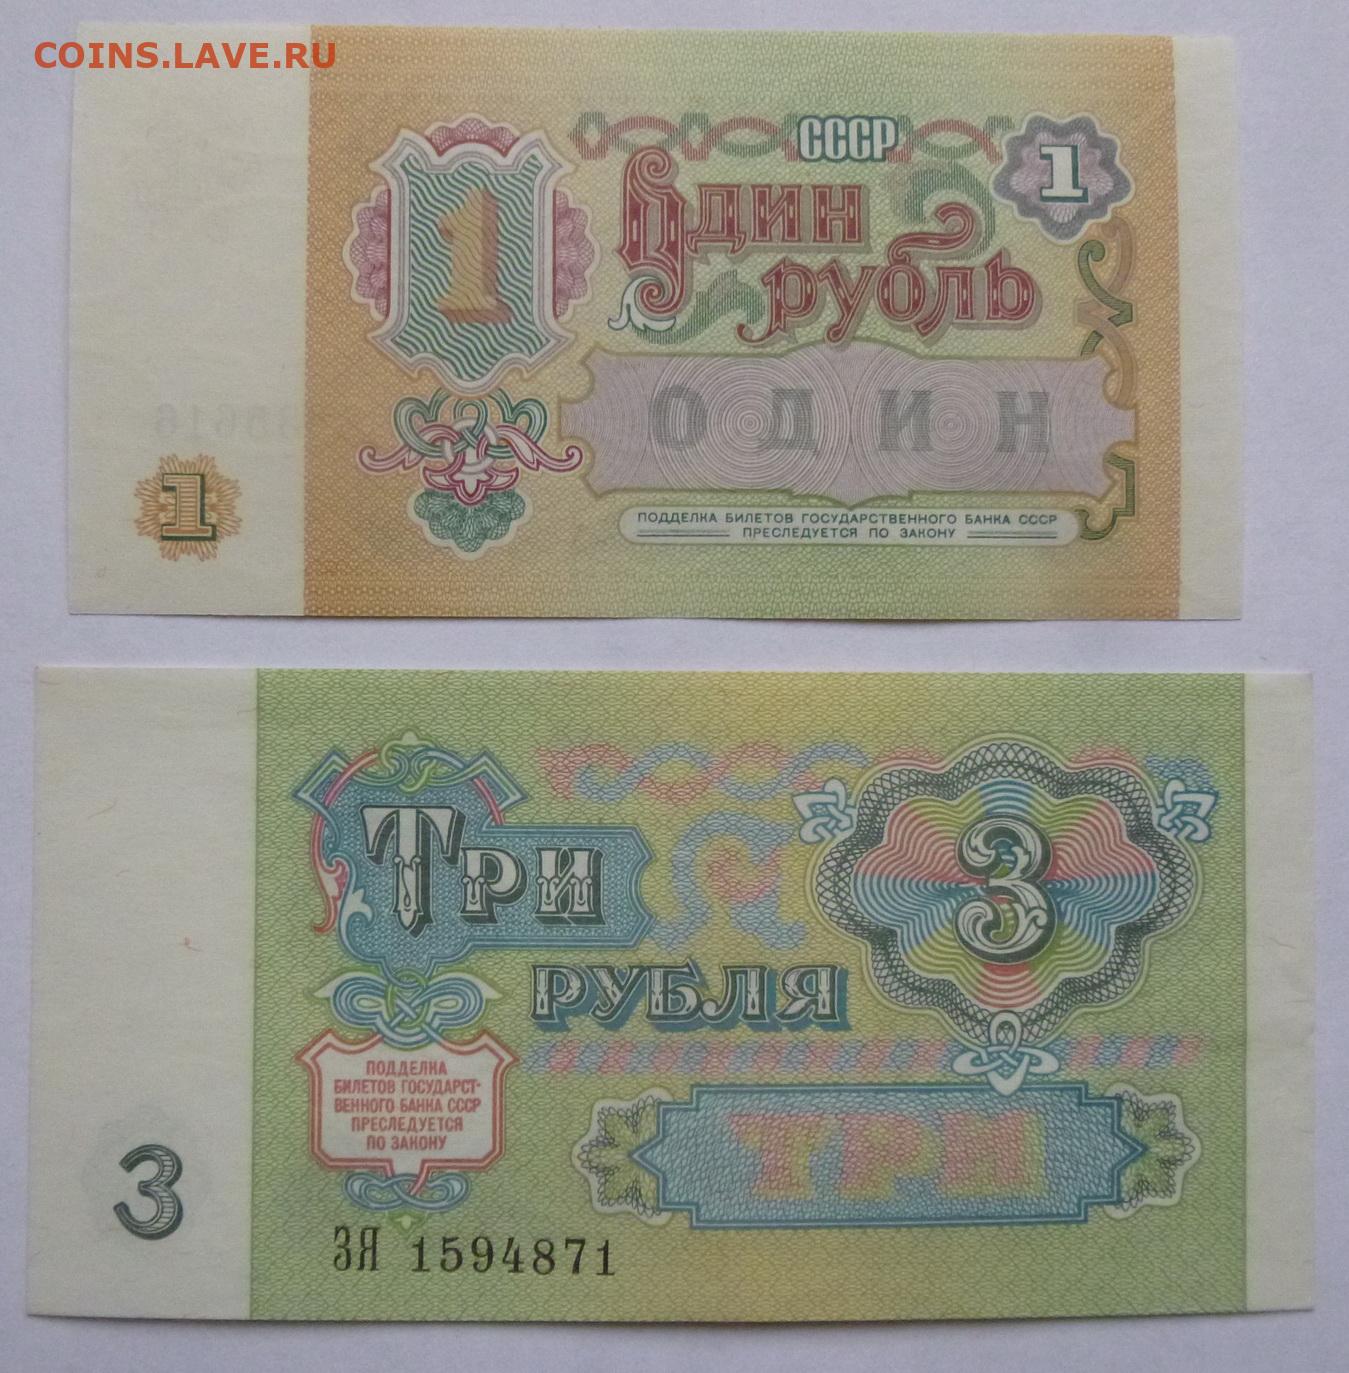 COINS.LAVE.RU
СССР
1
1
Один
рубль
ОДИН
1
ПОДДЕЛКА БИЛЕТОВ ГОСУДАРСТВЕННОГО БАНКА СССР
ПРЕСЛЕДУЕТСЯ ПО ЗАКОНУ
Три
3
РУБЛЯ
ПОДДЕЛКА
БИЛЕТОВ ГОСУДАРСТ-
ВЕННОГО БАНКА СССР
ПРЕСЛЕДУЕТСЯ
ПО ЗАКОНУ
ТРИ
3
ЗЯ 1594871